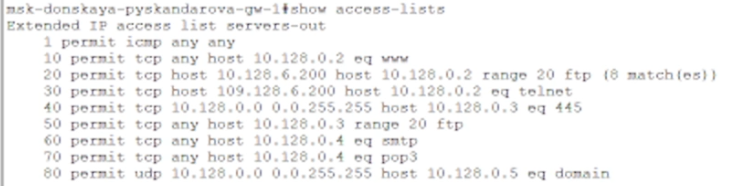 msk-donskaya-pyskandarova-gw-1#show access-lists
Extended IP access list servers-out
1 permit icmp any any
10 permit tcp any host 10.128.0.2 eq www
20 permit tcp host 10.128.6.200 host 10.128.0.2 range 20 ftp (8 match(es))
30 permit tcp host 109.128.6.200 host 10.128.0.2 eq telnet
40 permit tcp 10.128.0.0 0.0.255.255 host 10.128.0.3 eq 445
50 permit tcp any host 10.128.0.3 range 20 ftp
60 permit tcp any host 10.128.0.4 eq smtp
70 permit tcp any host 10.128.0.4 eq pop3
80 permit udp 10.128.0.0 0.0.255.255 host 10.128.0.5 eq domain